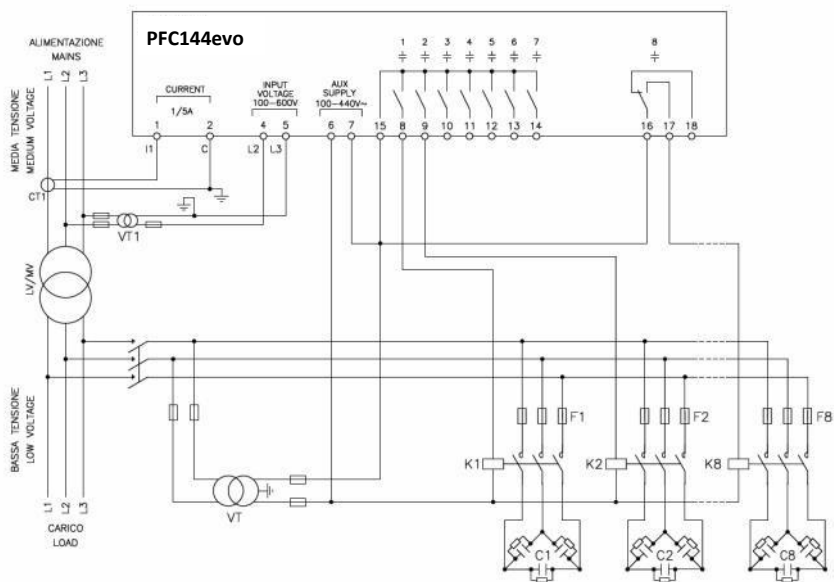 PFC144evo
ALIMENTAZIONE
MAINS
L1 L2 L3
MEDIA TENSIONE
MEDIUM VOLTAGE
CURRENT
1/5A
INPUT
VOLTAGE
100-600V
AUX
SUPPLY
100-440V~
1 2 3 4 5 6 7 8
1 2 4 5 6 7 15 8 9 10 11 12 13 14 16 17 18
I1 C L2 L3
CT1
VT1
LV/MV
BASSA TENSIONE
LOW VOLTAGE
F1 F2 F8
K1 K2 K8
VT
L1 L2 L3
CARICO
LOAD
C1 C2 C8